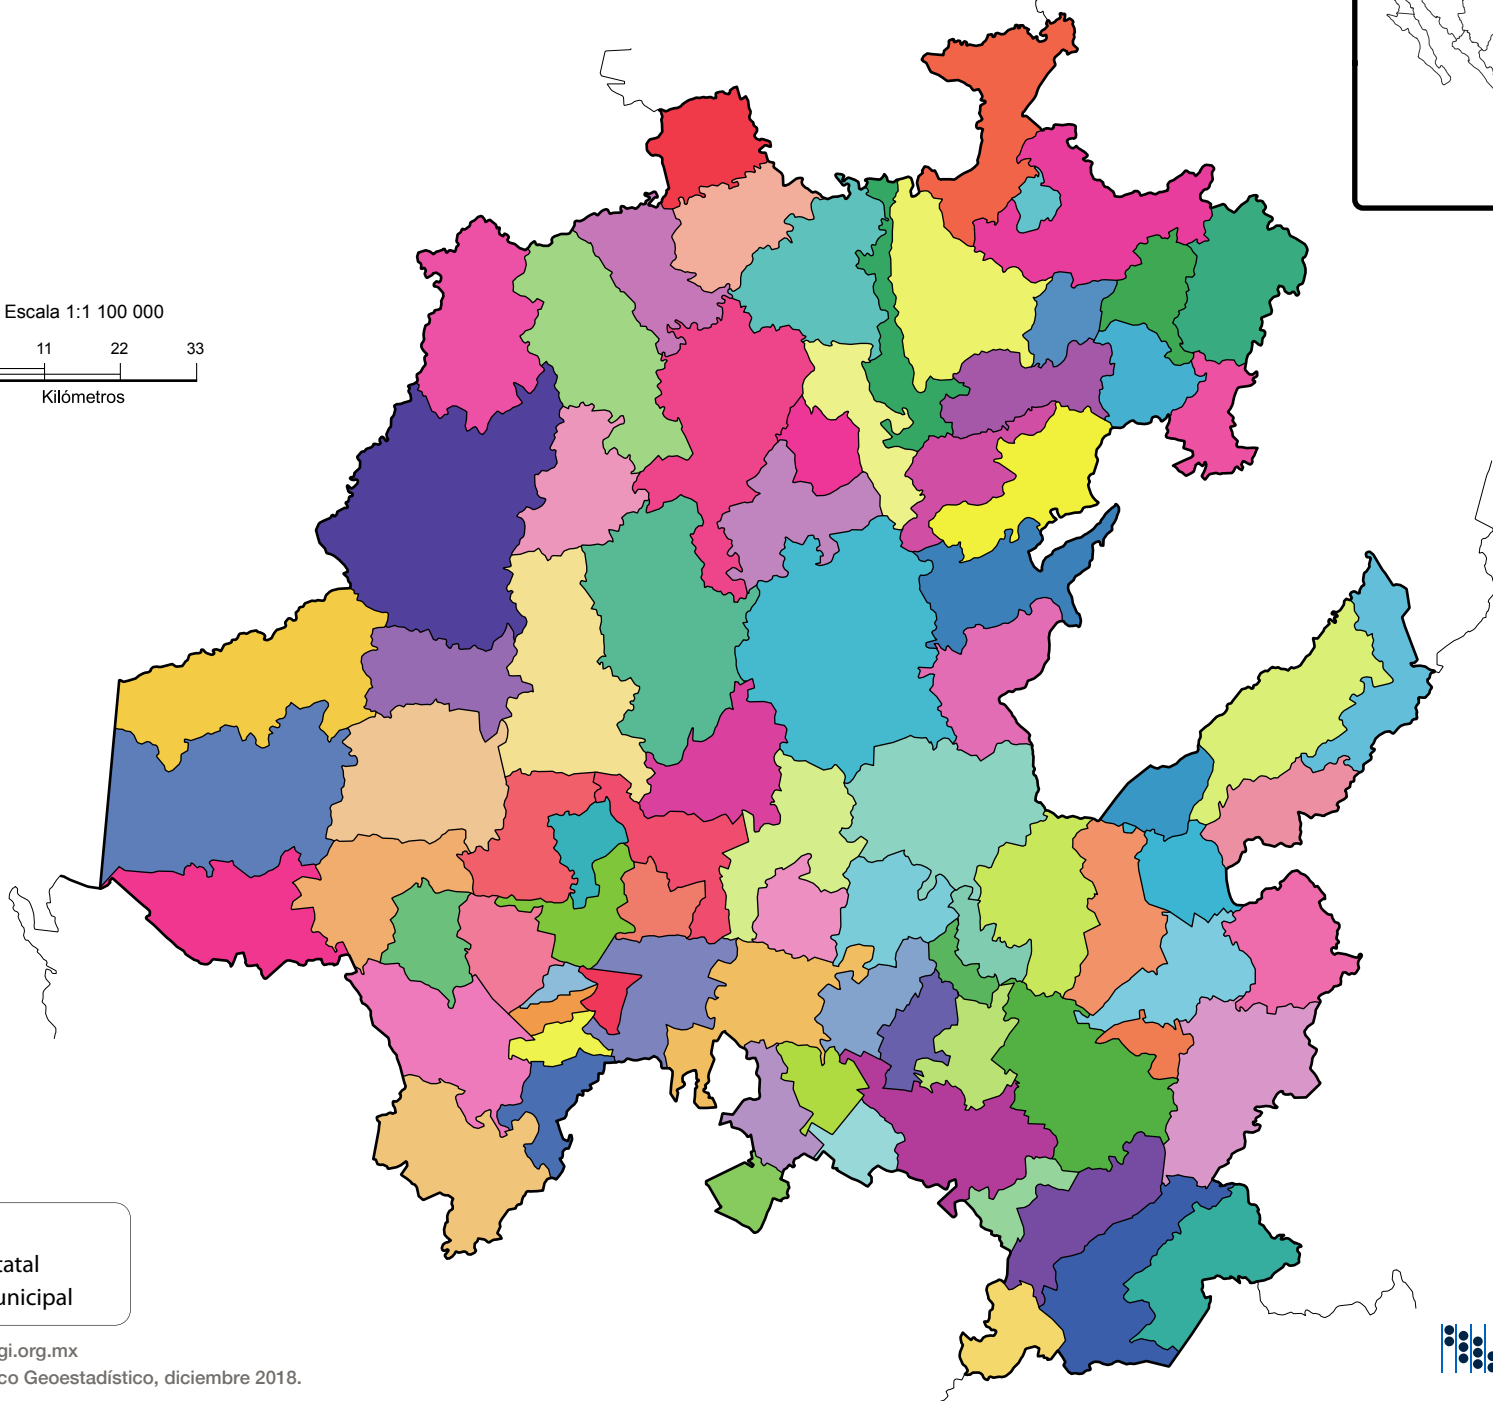 Escala 1:1 100 000
11 22 33
Kilómetros
tatal
unicipal
gi.org.mx
co Geoestadístico, diciembre 2018.